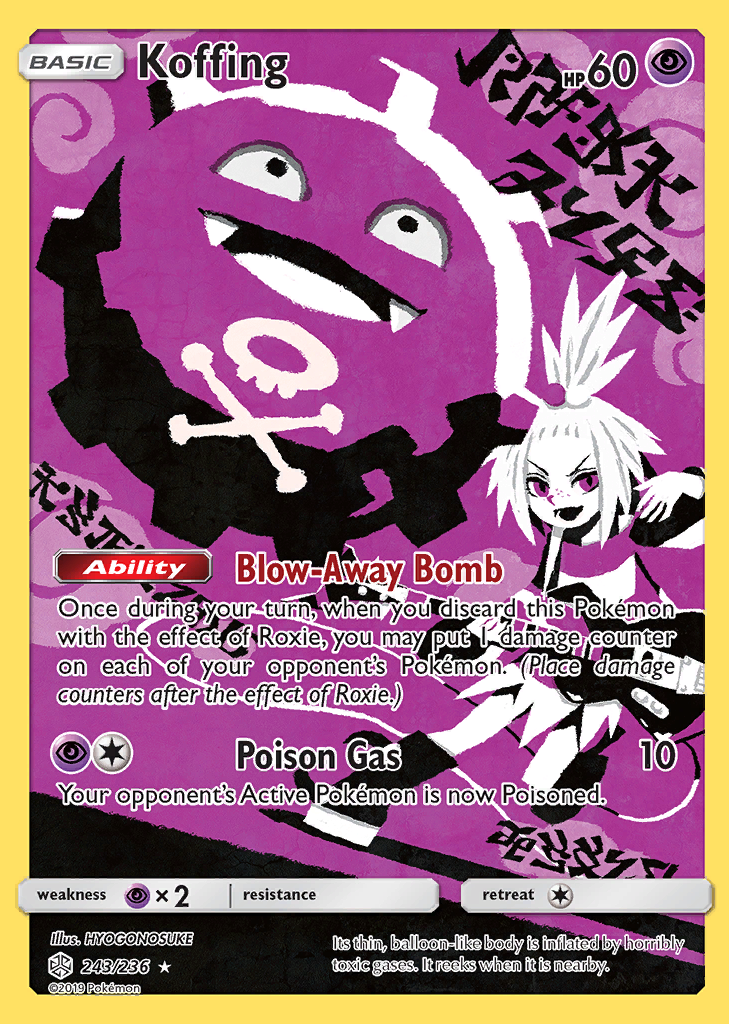 BASIC Koffing HP60
Ability Blow-Away Bomb
Once during your turn, when you discard this Pokémon
with the effect of Roxie, you may put 1 damage counter
on each of your opponent's Pokémon. (Place damage
counters after the effect of Roxie.)
Poison Gas 10
Your opponent's Active Pokémon is now Poisoned.
weakness ×2 resistance retreat
Illus. HYOGONOSUKE
243/236
©2019 Pokémon
Its thin, balloon-like body is inflated by horribly
toxic gases. It reeks when it is nearby.